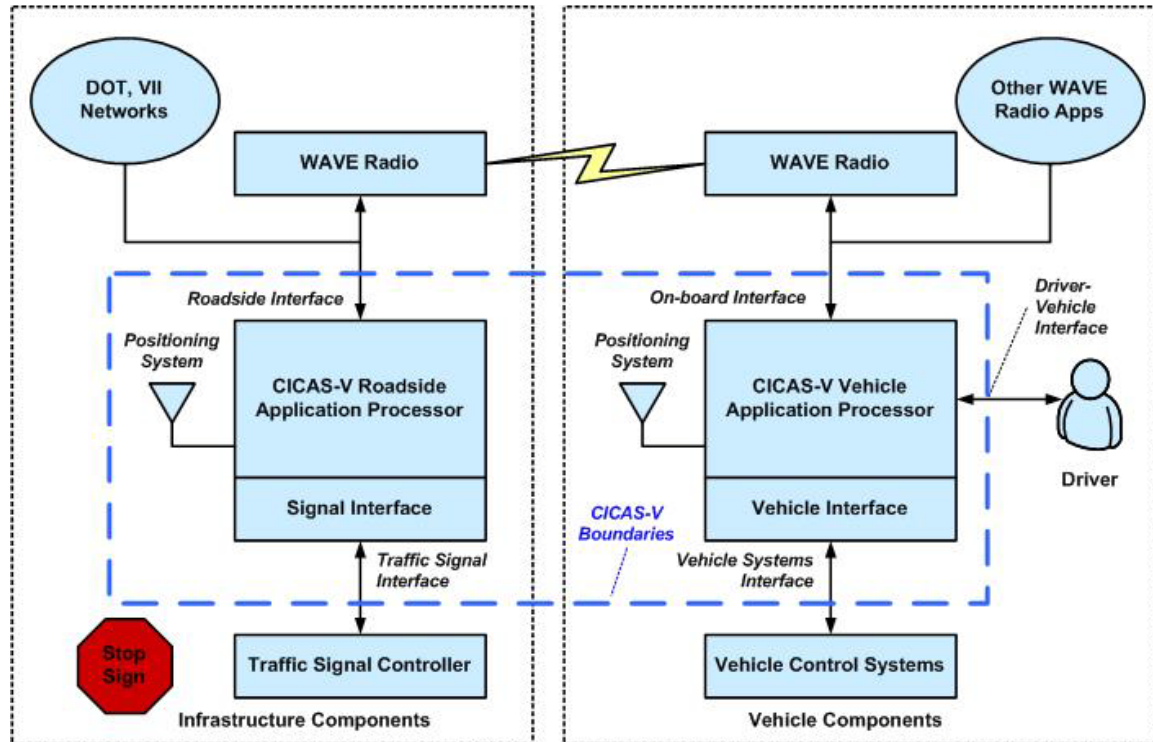 DOT, VII
Networks
Other WAVE
Radio Apps
WAVE Radio
WAVE Radio
Roadside Interface
On-board Interface
Driver-
Vehicle
Interface
Positioning
System
CICAS-V Roadside
Application Processor
Positioning
System
CICAS-V Vehicle
Application Processor
Driver
Signal Interface
Vehicle Interface
CICAS-V
Boundaries
Traffic Signal
Interface
Vehicle Systems
Interface
Stop
Sign
Traffic Signal Controller
Vehicle Control Systems
Infrastructure Components
Vehicle Components